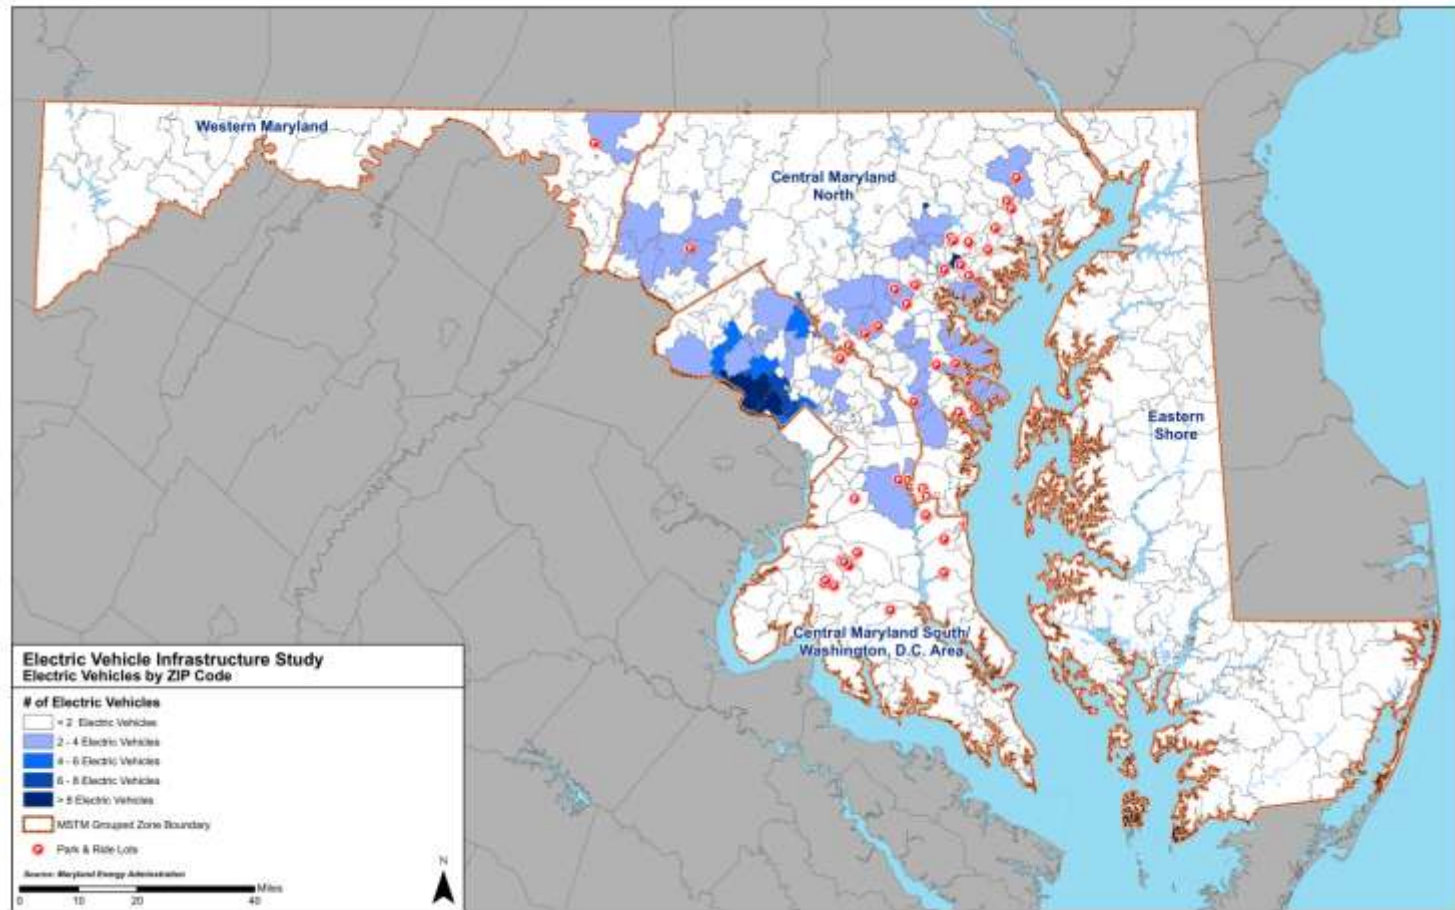 Western Maryland
Central Maryland
North
Eastern
Shore
Central Maryland South/
Washington, D.C. Area
Electric Vehicle Infrastructure Study
Electric Vehicles by ZIP Code
# of Electric Vehicles
< 2 Electric Vehicles
2 - 4 Electric Vehicles
4 - 6 Electric Vehicles
6 - 8 Electric Vehicles
> 8 Electric Vehicles
MSTM Grouped Zone Boundary
P Park & Ride Lots
Source: Maryland Energy Administration
N
Miles
0 10 20 40